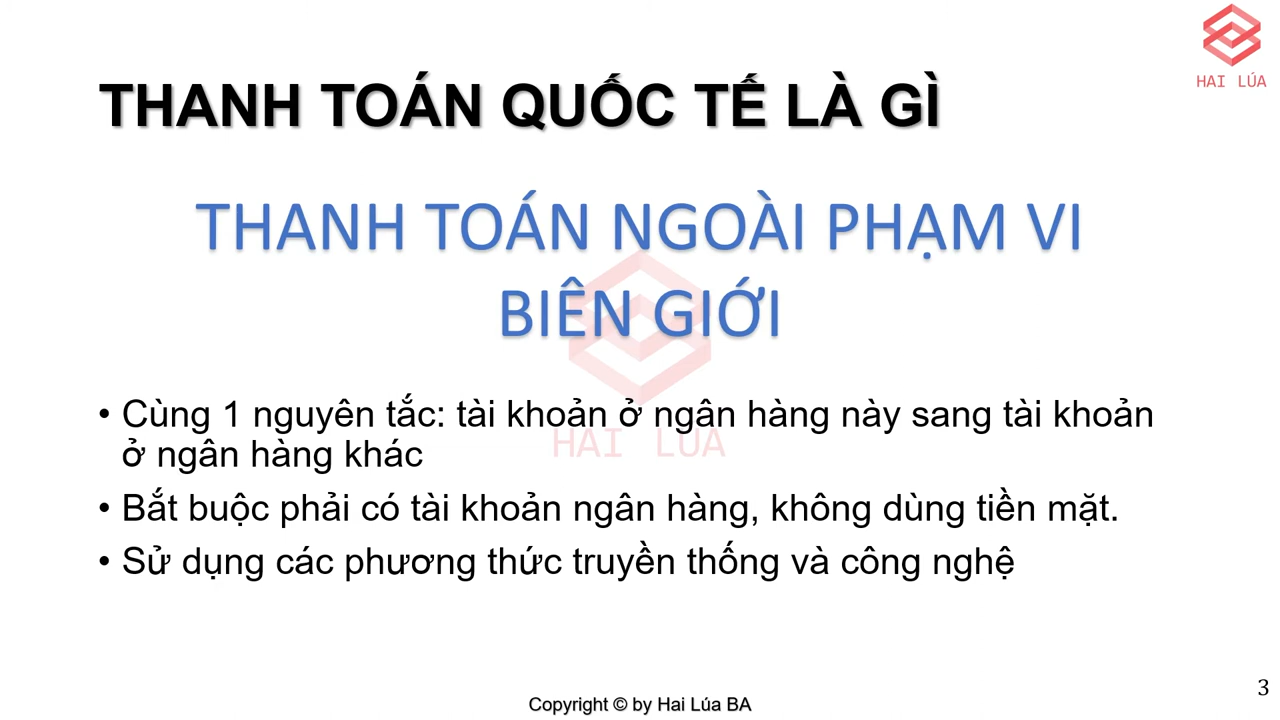 HAI LÚA
THANH TOÁN QUỐC TẾ LÀ GÌ
THANH TOÁN NGOÀI PHẠM VI
BIÊN GIỚI
• Cùng 1 nguyên tắc: tài khoản ở ngân hàng này sang tài khoản
ở ngân hàng khác
HAI LÚA
• Bắt buộc phải có tài khoản ngân hàng, không dùng tiền mặt.
• Sử dụng các phương thức truyền thống và công nghệ
Copyright © by Hai Lúa BA
3